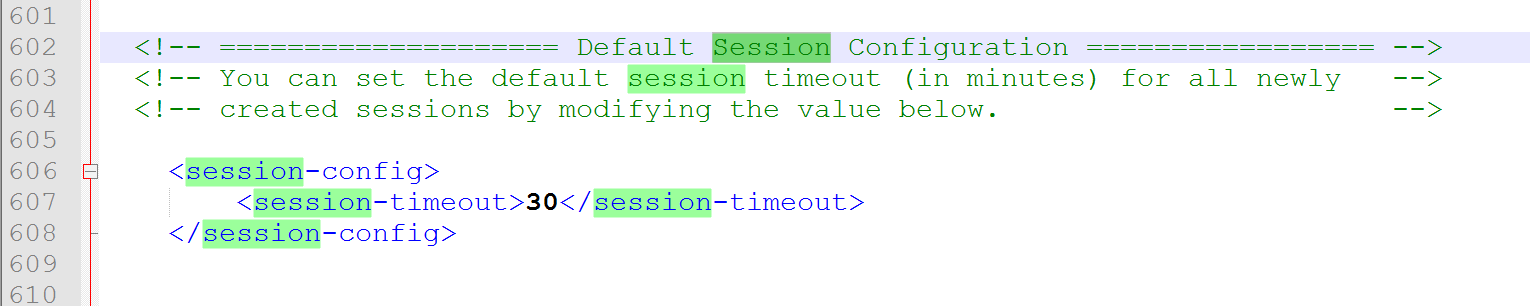 601
602 <!-- ==================== Default Session Configuration ================= -->
603 <!-- You can set the default session timeout (in minutes) for all newly -->
604 <!-- created sessions by modifying the value below. -->
605
606 <session-config>
607 <session-timeout>30</session-timeout>
608 </session-config>
609
610